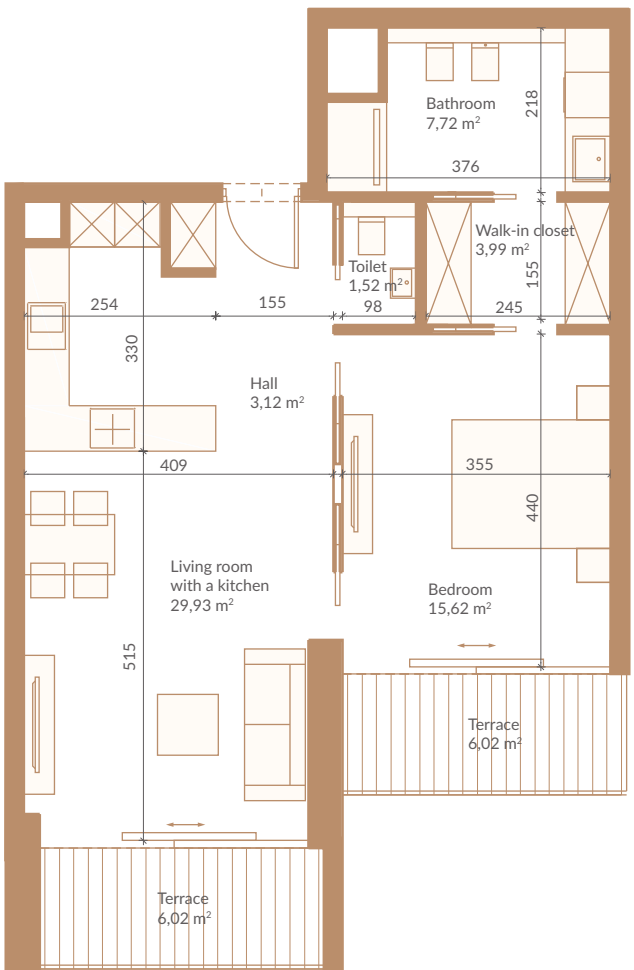 Bathroom
7,72 m²
218
376
Walk-in closet
3,99 m²
155
245
Toilet
1,52 m²
98
254
155
330
Hall
3,12 m²
409
355
440
Living room
with a kitchen
29,93 m²
Bedroom
15,62 m²
515
Terrace
6,02 m²
Terrace
6,02 m²